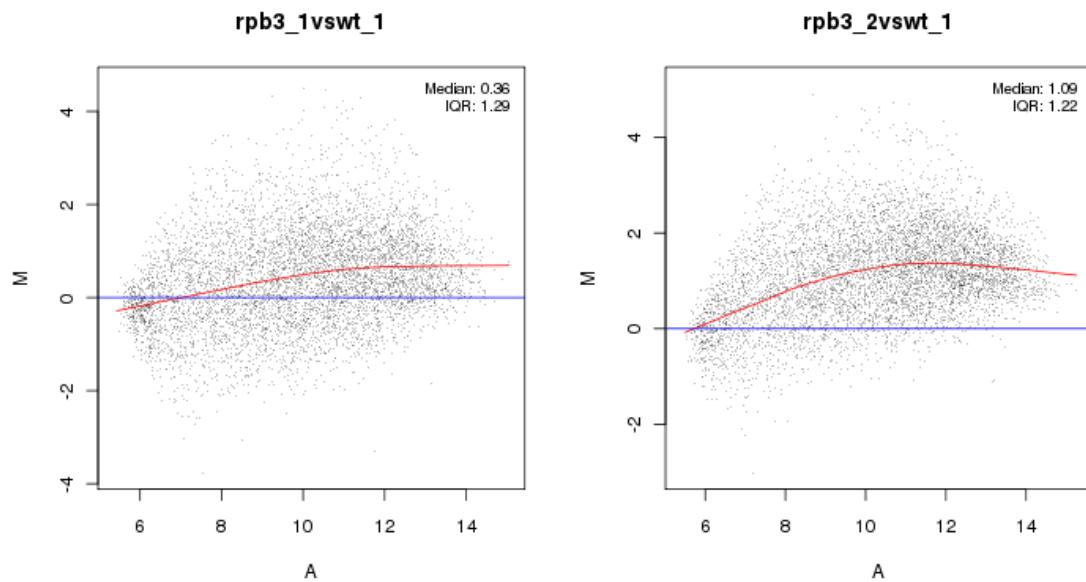 rpb3_1vswt_1
Median: 0.36
IQR: 1.29
M
4
2
0
-2
-4
6 8 10 12 14
A
rpb3_2vswt_1
Median: 1.09
IQR: 1.22
M
4
2
0
-2
6 8 10 12 14
A